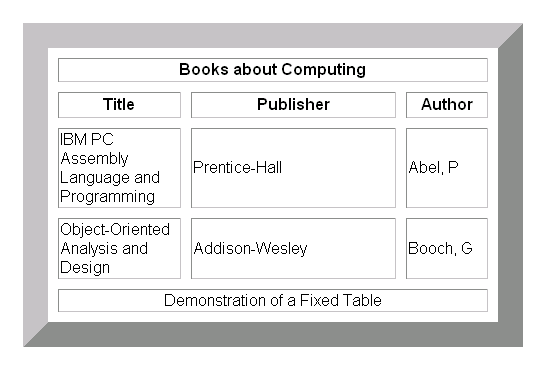 Books about Computing
Title Publisher Author
IBM PC
Assembly
Language and
Programming
Prentice-Hall
Abel, P
Object-Oriented
Analysis and
Design
Addison-Wesley
Booch, G
Demonstration of a Fixed Table